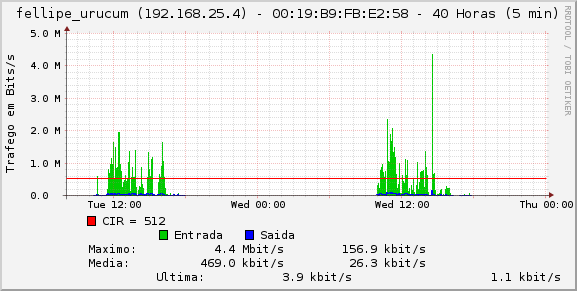 fellipe_urucum (192.168.25.4) - 00:19:B9:FB:E2:58 - 40 Horas (5 min)
RRDTOOL / TOBI OETIKER
Trafego em Bits/s
5.0 M
4.0 M
3.0 M
2.0 M
1.0 M
0.0
Tue 12:00 Wed 00:00 Wed 12:00 Thu 00:00
CIR = 512
Entrada Saida
Maximo: 4.4 Mbit/s 156.9 kbit/s
Media: 469.0 kbit/s 26.3 kbit/s
Ultima: 3.9 kbit/s 1.1 kbit/s